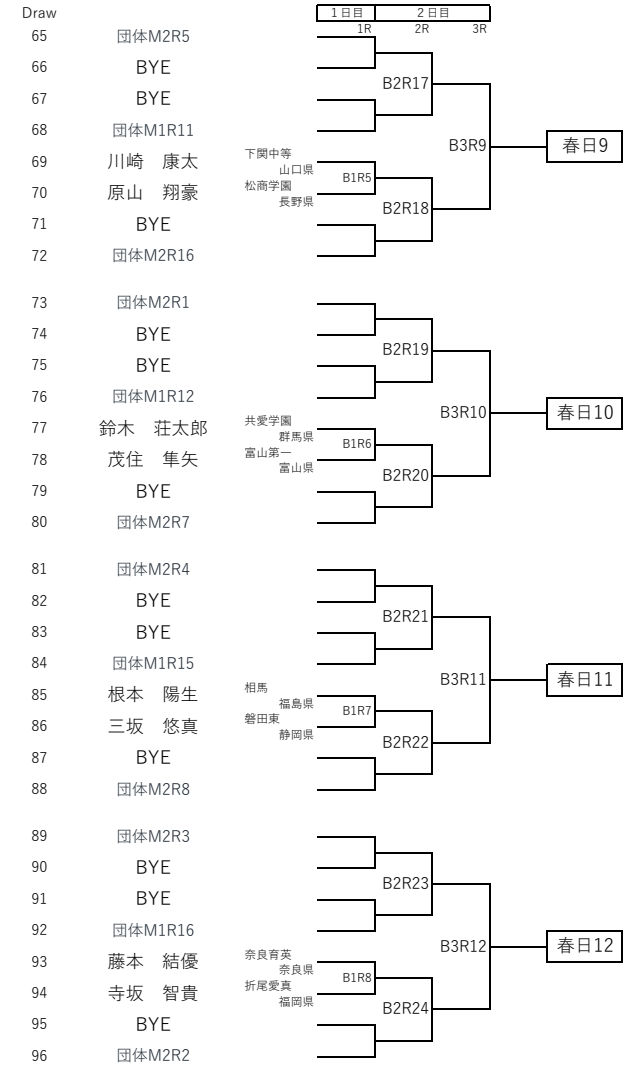 Draw
1日目 2日目
1R 2R 3R
65 団体M2R5
66 BYE
B2R17
67 BYE
68 団体M1R11
B3R9 春日9
69 川崎 康太 下関中等 山口県
B1R5
70 原山 翔豪 松商学園 長野県
B2R18
71 BYE
72 団体M2R16
73 団体M2R1
74 BYE
B2R19
75 BYE
76 団体M1R12
B3R10 春日10
77 鈴木 荘太郎 共愛学園 群馬県
B1R6
78 茂住 隼矢 富山第一 富山県
B2R20
79 BYE
80 団体M2R7
81 団体M2R4
82 BYE
B2R21
83 BYE
84 団体M1R15
B3R11 春日11
85 根本 陽生 相馬 福島県
B1R7
86 三坂 悠真 磐田東 静岡県
B2R22
87 BYE
88 団体M2R8
89 団体M2R3
90 BYE
B2R23
91 BYE
92 団体M1R16
B3R12 春日12
93 藤本 結優 奈良育英 奈良県
B1R8
94 寺坂 智貴 折尾愛真 福岡県
B2R24
95 BYE
96 団体M2R2